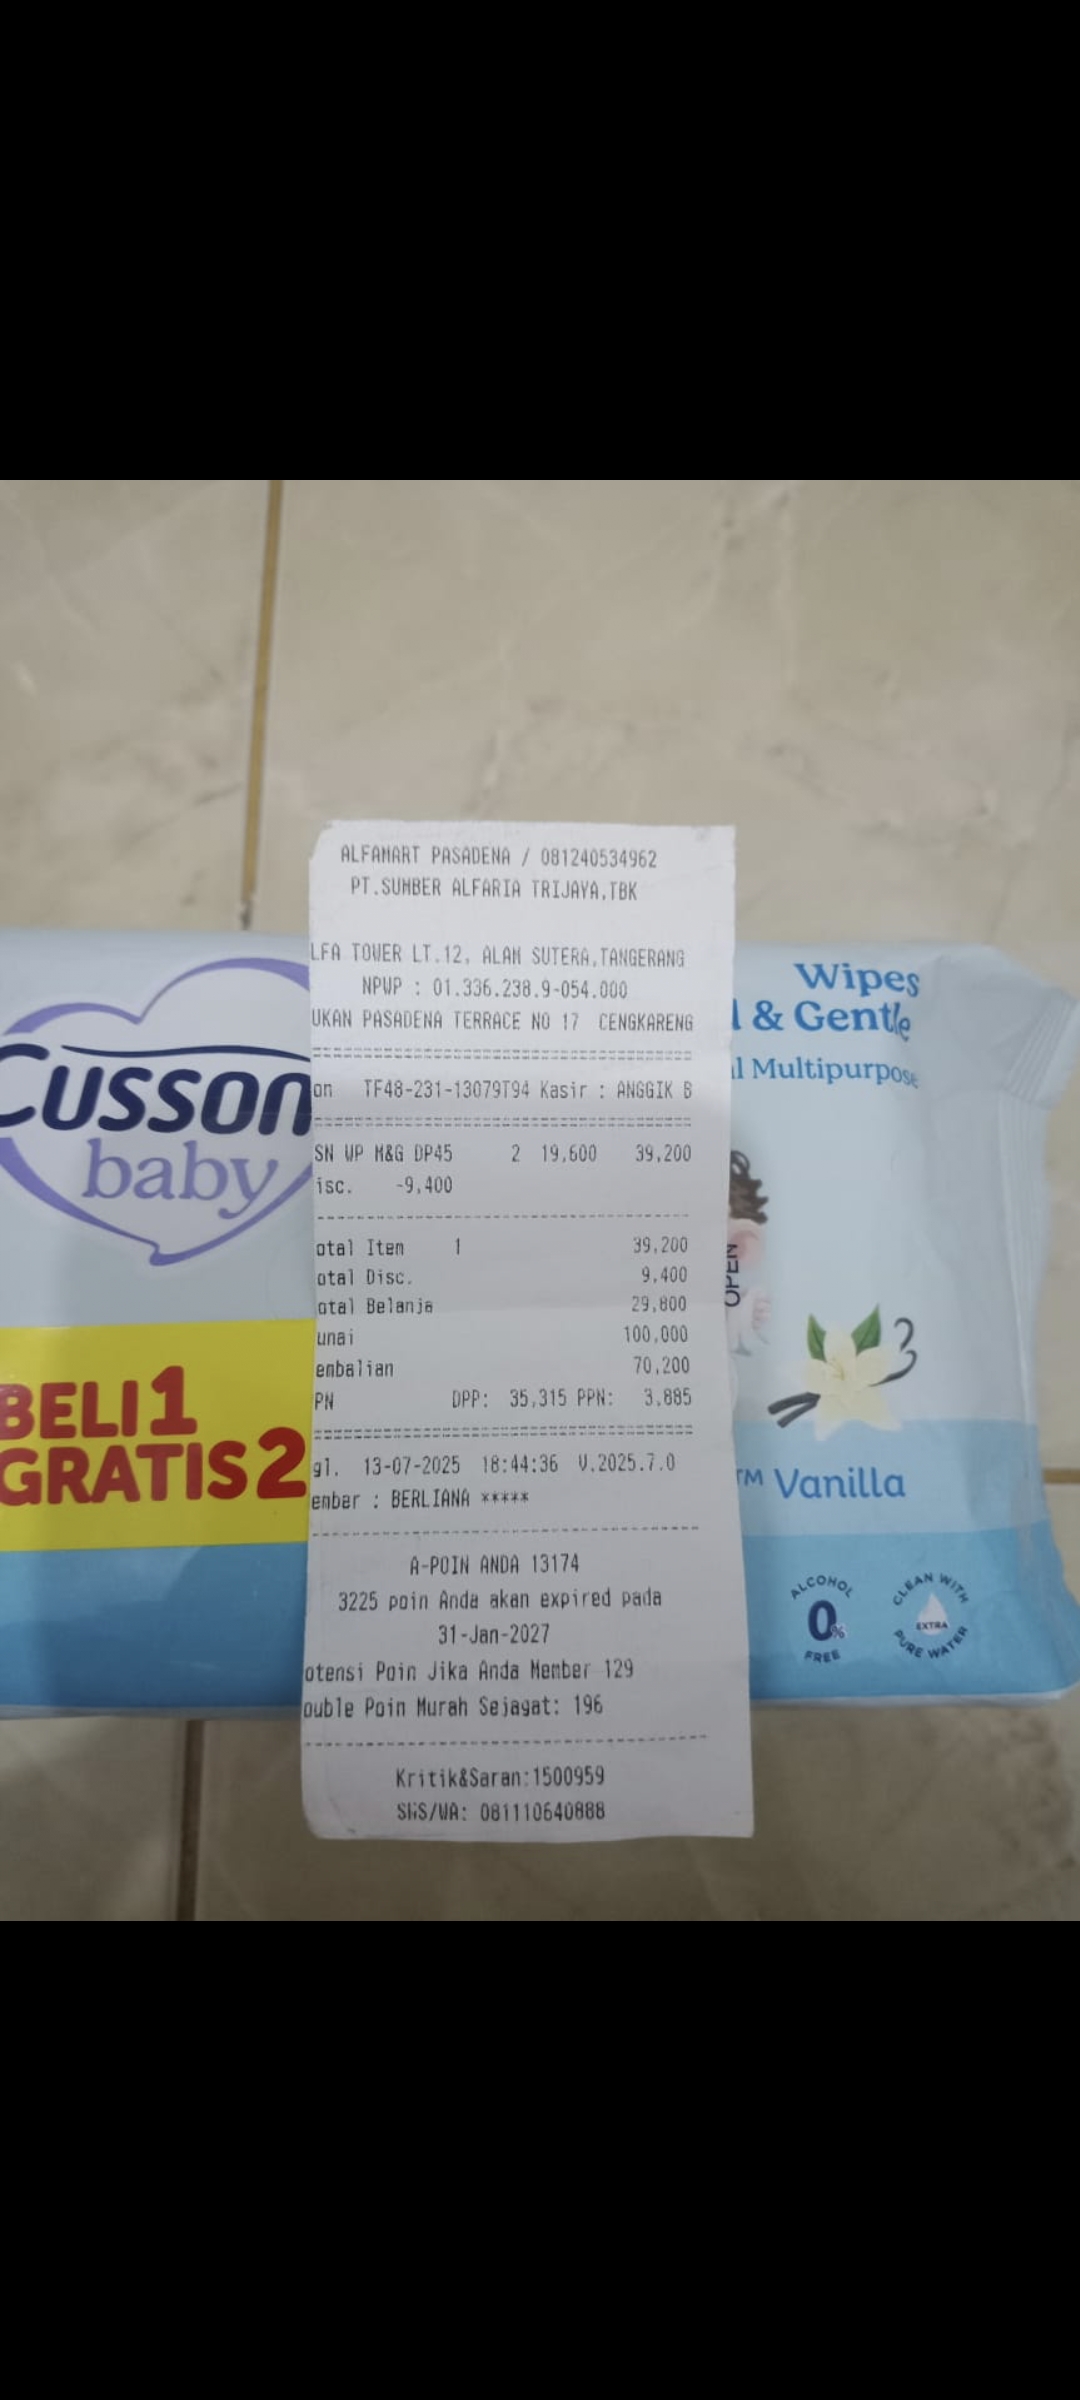 ALFAMART PASADENA / 081240534962
PT.SUMBER ALFARIA TRIJAYA,TBK
LFA TOWER LT.12, ALAM SUTERA,TANGERANG
NPWP : 01.336.238.9-054.000
UKAN PASADENA TERRACE NO 17 CENGKARENG
on TF48-231-13079T94 Kasir : ANGGIK B
SN WP M&G DP45 2 19,600 39,200
isc. -9,400
otal Item 1 39,200
otal Disc. 9,400
otal Belanja 29,800
unai 100,000
embalian 70,200
PN DPP: 35,315 PPN: 3,885
gl. 13-07-2025 18:44:36 V.2025.7.0
ember : BERLIANA *****
A-POIN ANDA 13174
3225 poin Anda akan expired pada
31-Jan-2027
otensi Poin Jika Anda Member 129
ouble Poin Murah Sejagat: 196
Kritik&Saran:1500959
SMS/WA: 081110640888
Cusson
baby
BELI 1
GRATIS 2
Wipes
& Gentle
l Multipurpose
OPEN
TM Vanilla
ALCOHOL
0%
FREE
CLEAN WITH
EXTRA
PURE WATER